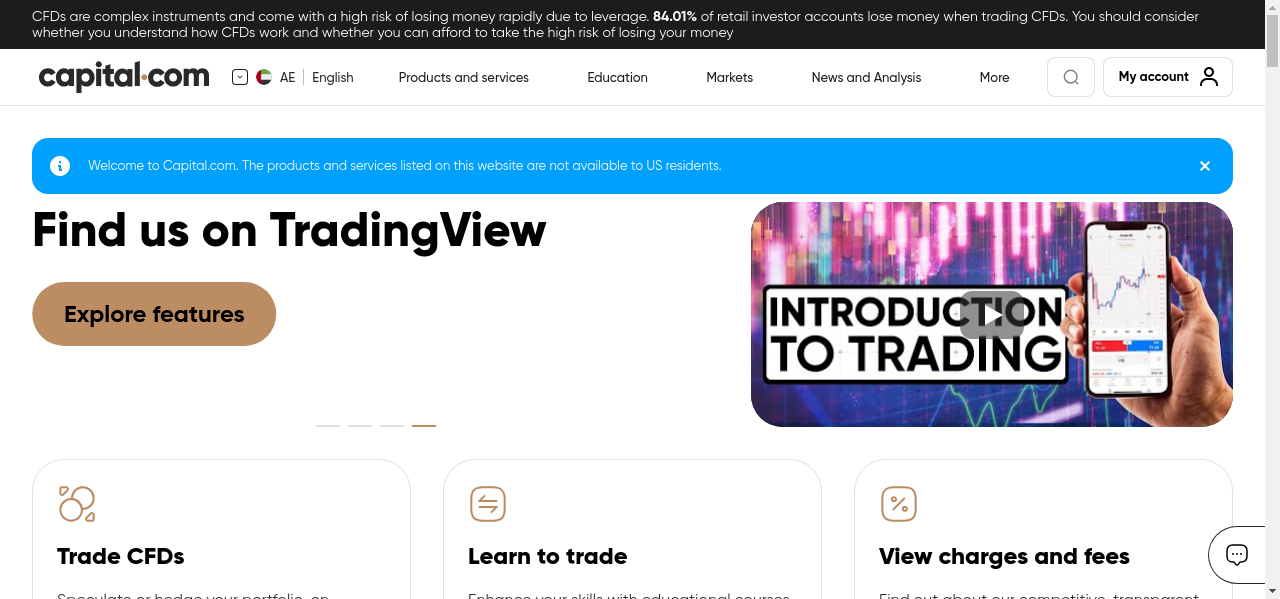 CFDs are complex instruments and come with a high risk of losing money rapidly due to leverage. 84.01% of retail investor accounts lose money when trading CFDs. You should consider
whether you understand how CFDs work and whether you can afford to take the high risk of losing your money
capital.com
AE
English
Products and services
Education
Markets
News and Analysis
More
My account
Welcome to Capital.com. The products and services listed on this website are not available to US residents.
Find us on TradingView
Explore features
INTRODUCTION
TO TRADING
Trade CFDs
Learn to trade
View charges and fees
Speculate or hedge your portfolio, on
Enhance your skills with educational courses
Find out about our competitive, transparent